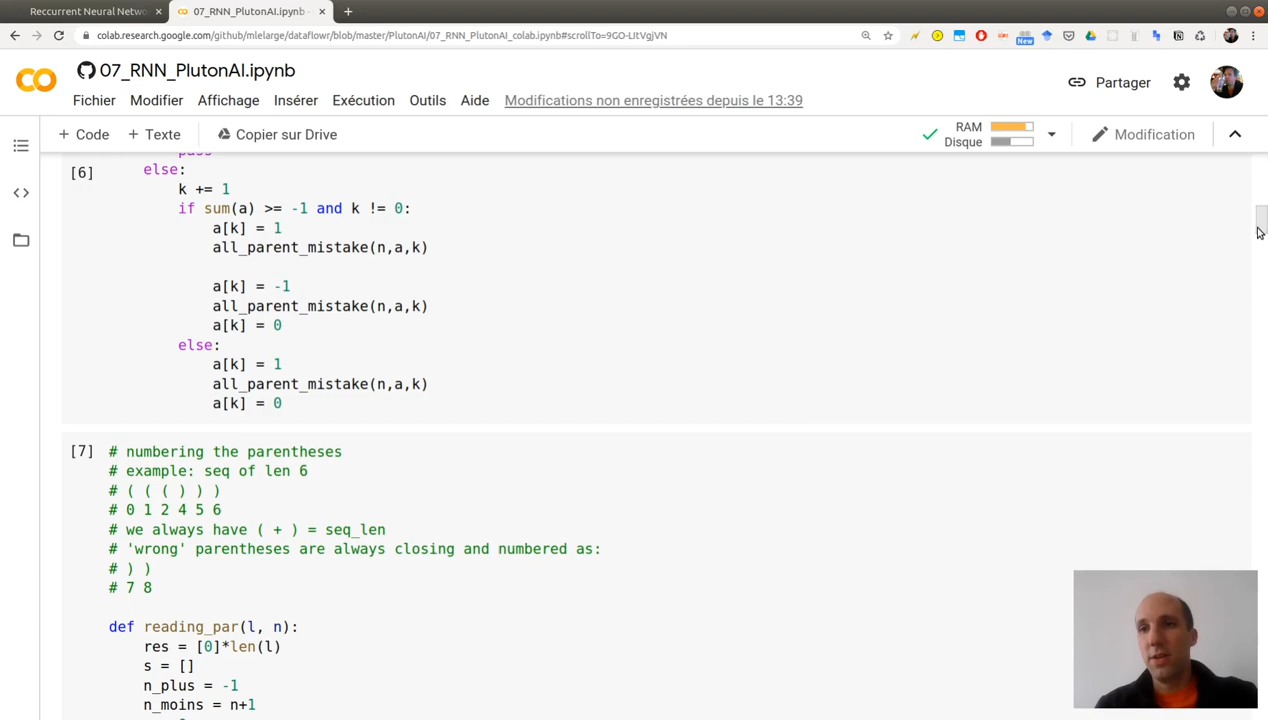 Reccurrent Neural Netwo
07_RNN_PlutonAI.ipynb
colab.research.google.com/github/mlelarge/dataflowr/blob/master/PlutonAI/07_RNN_PlutonAI_colab.ipynb#scrollTo=9GO-LItVgjVN
New
07_RNN_PlutonAI.ipynb
Partager
Fichier Modifier Affichage Insérer Exécution Outils Aide Modifications non enregistrées depuis le 13:39
+ Code + Texte Copier sur Drive
RAM
Disque
Modification
pass
[6] else:
k += 1
if sum(a) >= -1 and k != 0:
a[k] = 1
all_parent_mistake(n,a,k)
a[k] = -1
all_parent_mistake(n,a,k)
a[k] = 0
else:
a[k] = 1
all_parent_mistake(n,a,k)
a[k] = 0
[7] # numbering the parentheses
# example: seq of len 6
# ( ( ( ) ) )
# 0 1 2 4 5 6
# we always have ( + ) = seq_len
# 'wrong' parentheses are always closing and numbered as:
# ) )
# 7 8
def reading_par(l, n):
res = [0]*len(l)
s = []
n_plus = -1
n_moins = n+1